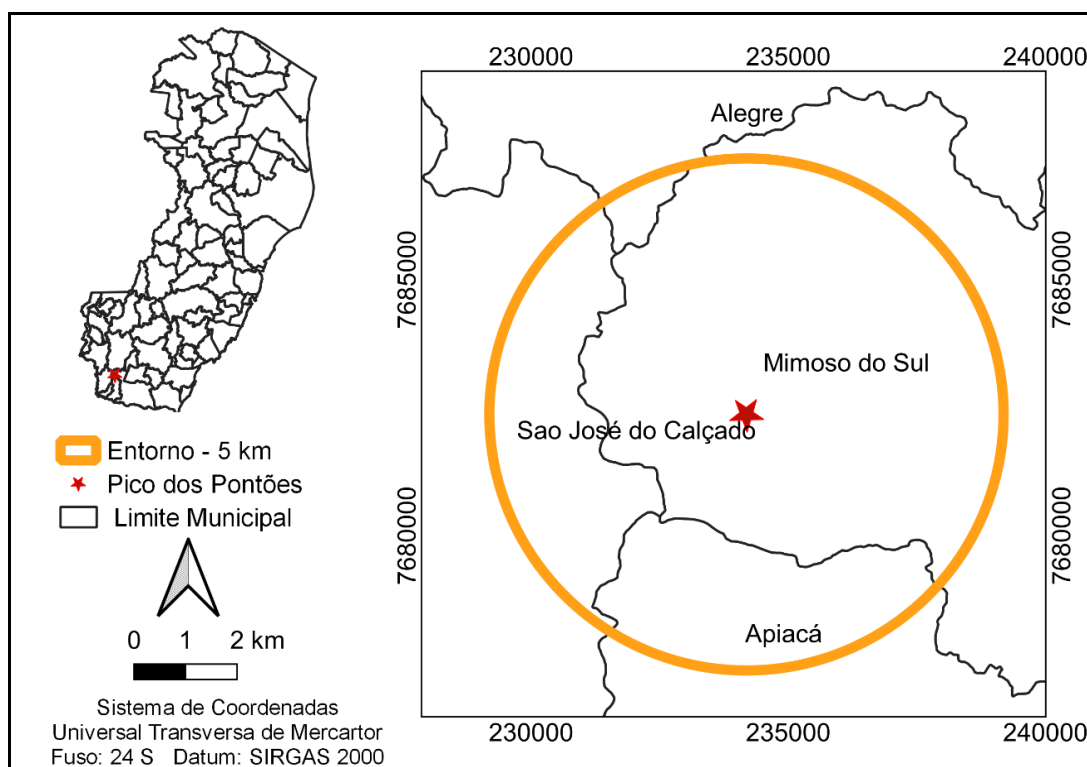 230000 235000 240000
Alegre
7685000 7685000
Mimoso do Sul
Sao José do Calçado
7680000 7680000
Apiacá
230000 235000 240000
Entorno - 5 km
Pico dos Pontões
Limite Municipal
0 1 2 km
Sistema de Coordenadas
Universal Transversa de Mercartor
Fuso: 24 S Datum: SIRGAS 2000